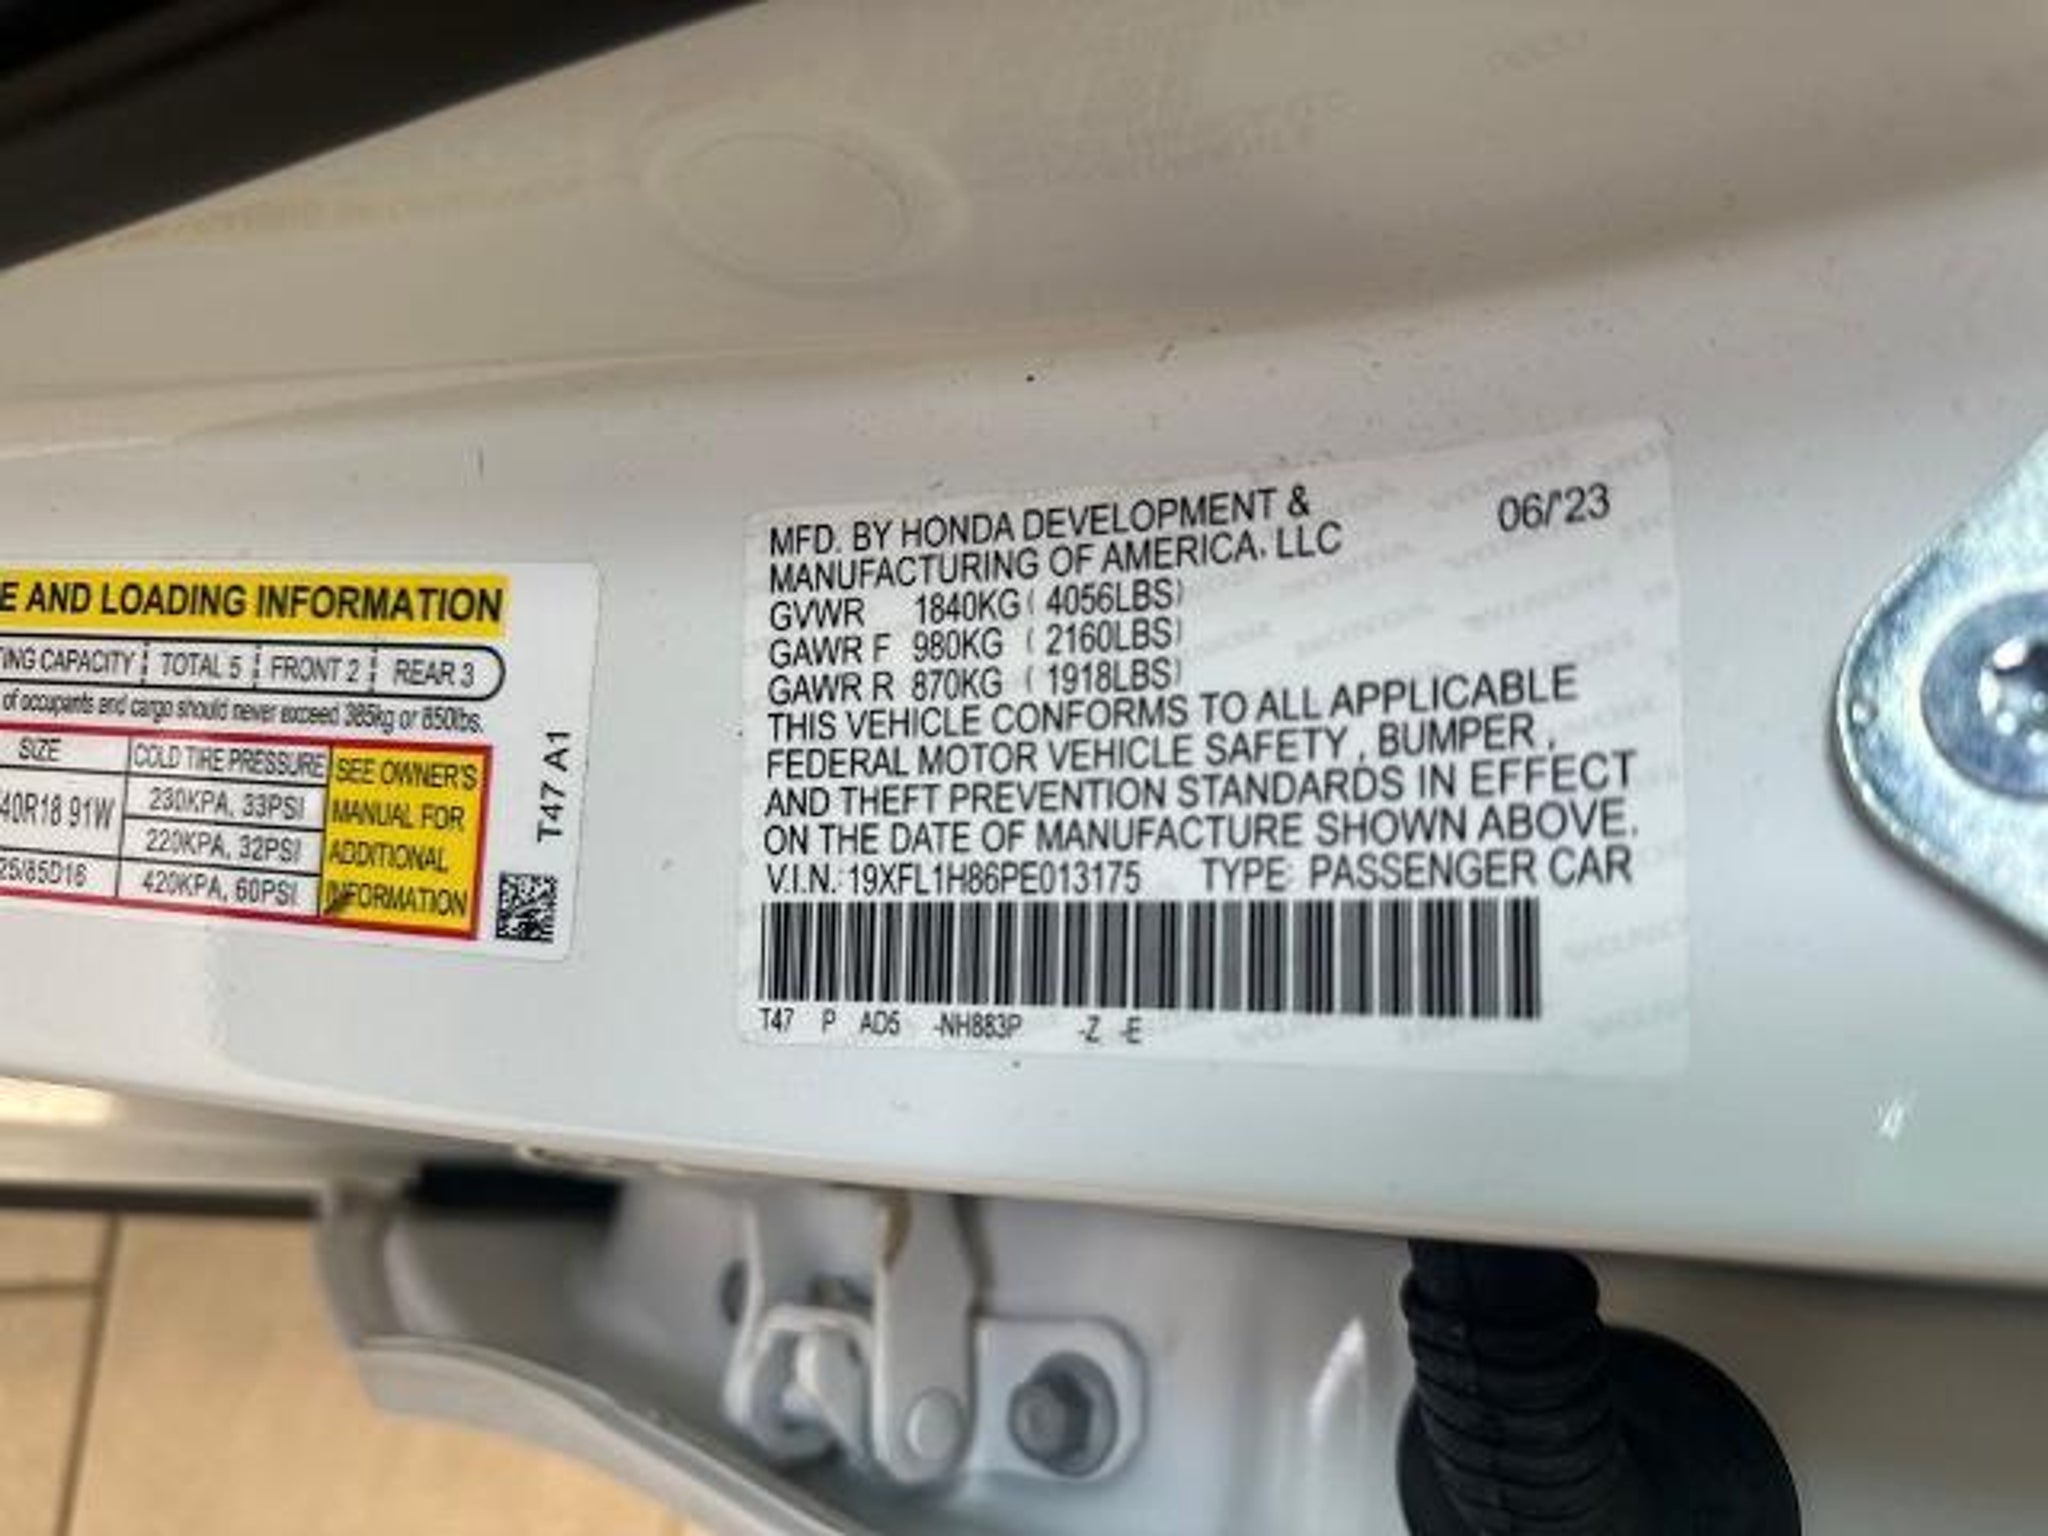 E AND LOADING INFORMATION
TING CAPACITY TOTAL 5 FRONT 2 REAR 3
of occupants and cargo should never exceed 385kg or 850lbs.
SIZE COLD TIRE PRESSURE SEE OWNER'S
40R18 91W 230KPA, 33PSI MANUAL FOR
220KPA, 32PSI ADDITIONAL
25/85D16 420KPA, 60PSI INFORMATION
T47 A1
MFD. BY HONDA DEVELOPMENT & 06/'23
MANUFACTURING OF AMERICA, LLC
GVWR 1840KG ( 4056LBS)
GAWR F 980KG ( 2160LBS)
GAWR R 870KG ( 1918LBS)
THIS VEHICLE CONFORMS TO ALL APPLICABLE
FEDERAL MOTOR VEHICLE SAFETY , BUMPER ,
AND THEFT PREVENTION STANDARDS IN EFFECT
ON THE DATE OF MANUFACTURE SHOWN ABOVE.
V.I.N.: 19XFL1H86PE013175 TYPE: PASSENGER CAR
T47 P AD5 -NH883P -Z -E